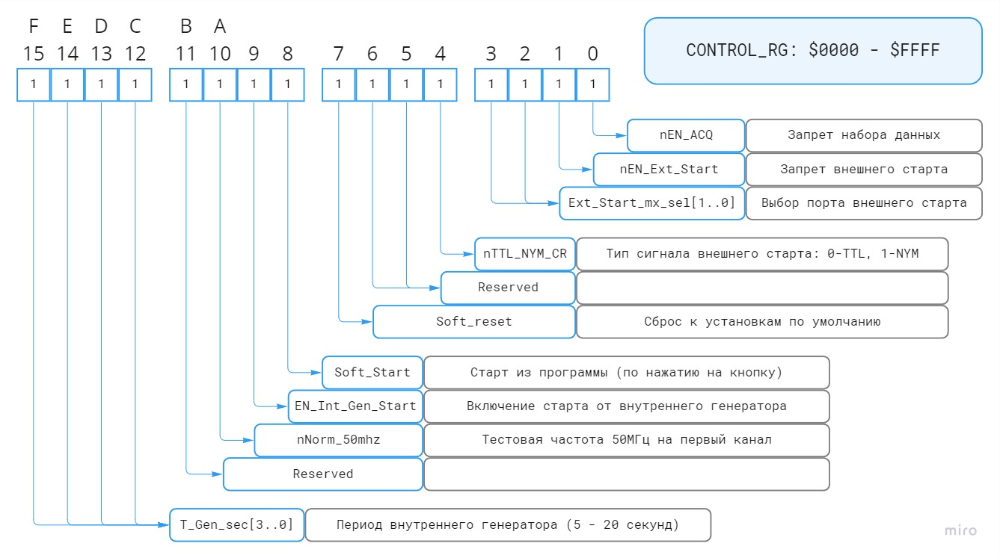 F E D C B A
15 14 13 12 11 10 9 8 7 6 5 4 3 2 1 0
1 1 1 1 1 1 1 1 1 1 1 1 1 1 1 1
CONTROL_RG: $0000 - $FFFF
nEN_ACQ Запрет набора данных
nEN_Ext_Start Запрет внешнего старта
Ext_Start_mx_sel[1..0] Выбор порта внешнего старта
nTTL_NYM_CR Тип сигнала внешнего старта: 0-TTL, 1-NYM
Reserved
Soft_reset Сброс к установкам по умолчанию
Soft_Start Старт из программы (по нажатию на кнопку)
EN_Int_Gen_Start Включение старта от внутреннего генератора
nNorm_50mhz Тестовая частота 50МГц на первый канал
Reserved
T_Gen_sec[3..0] Период внутреннего генератора (5 - 20 секунд)
miro